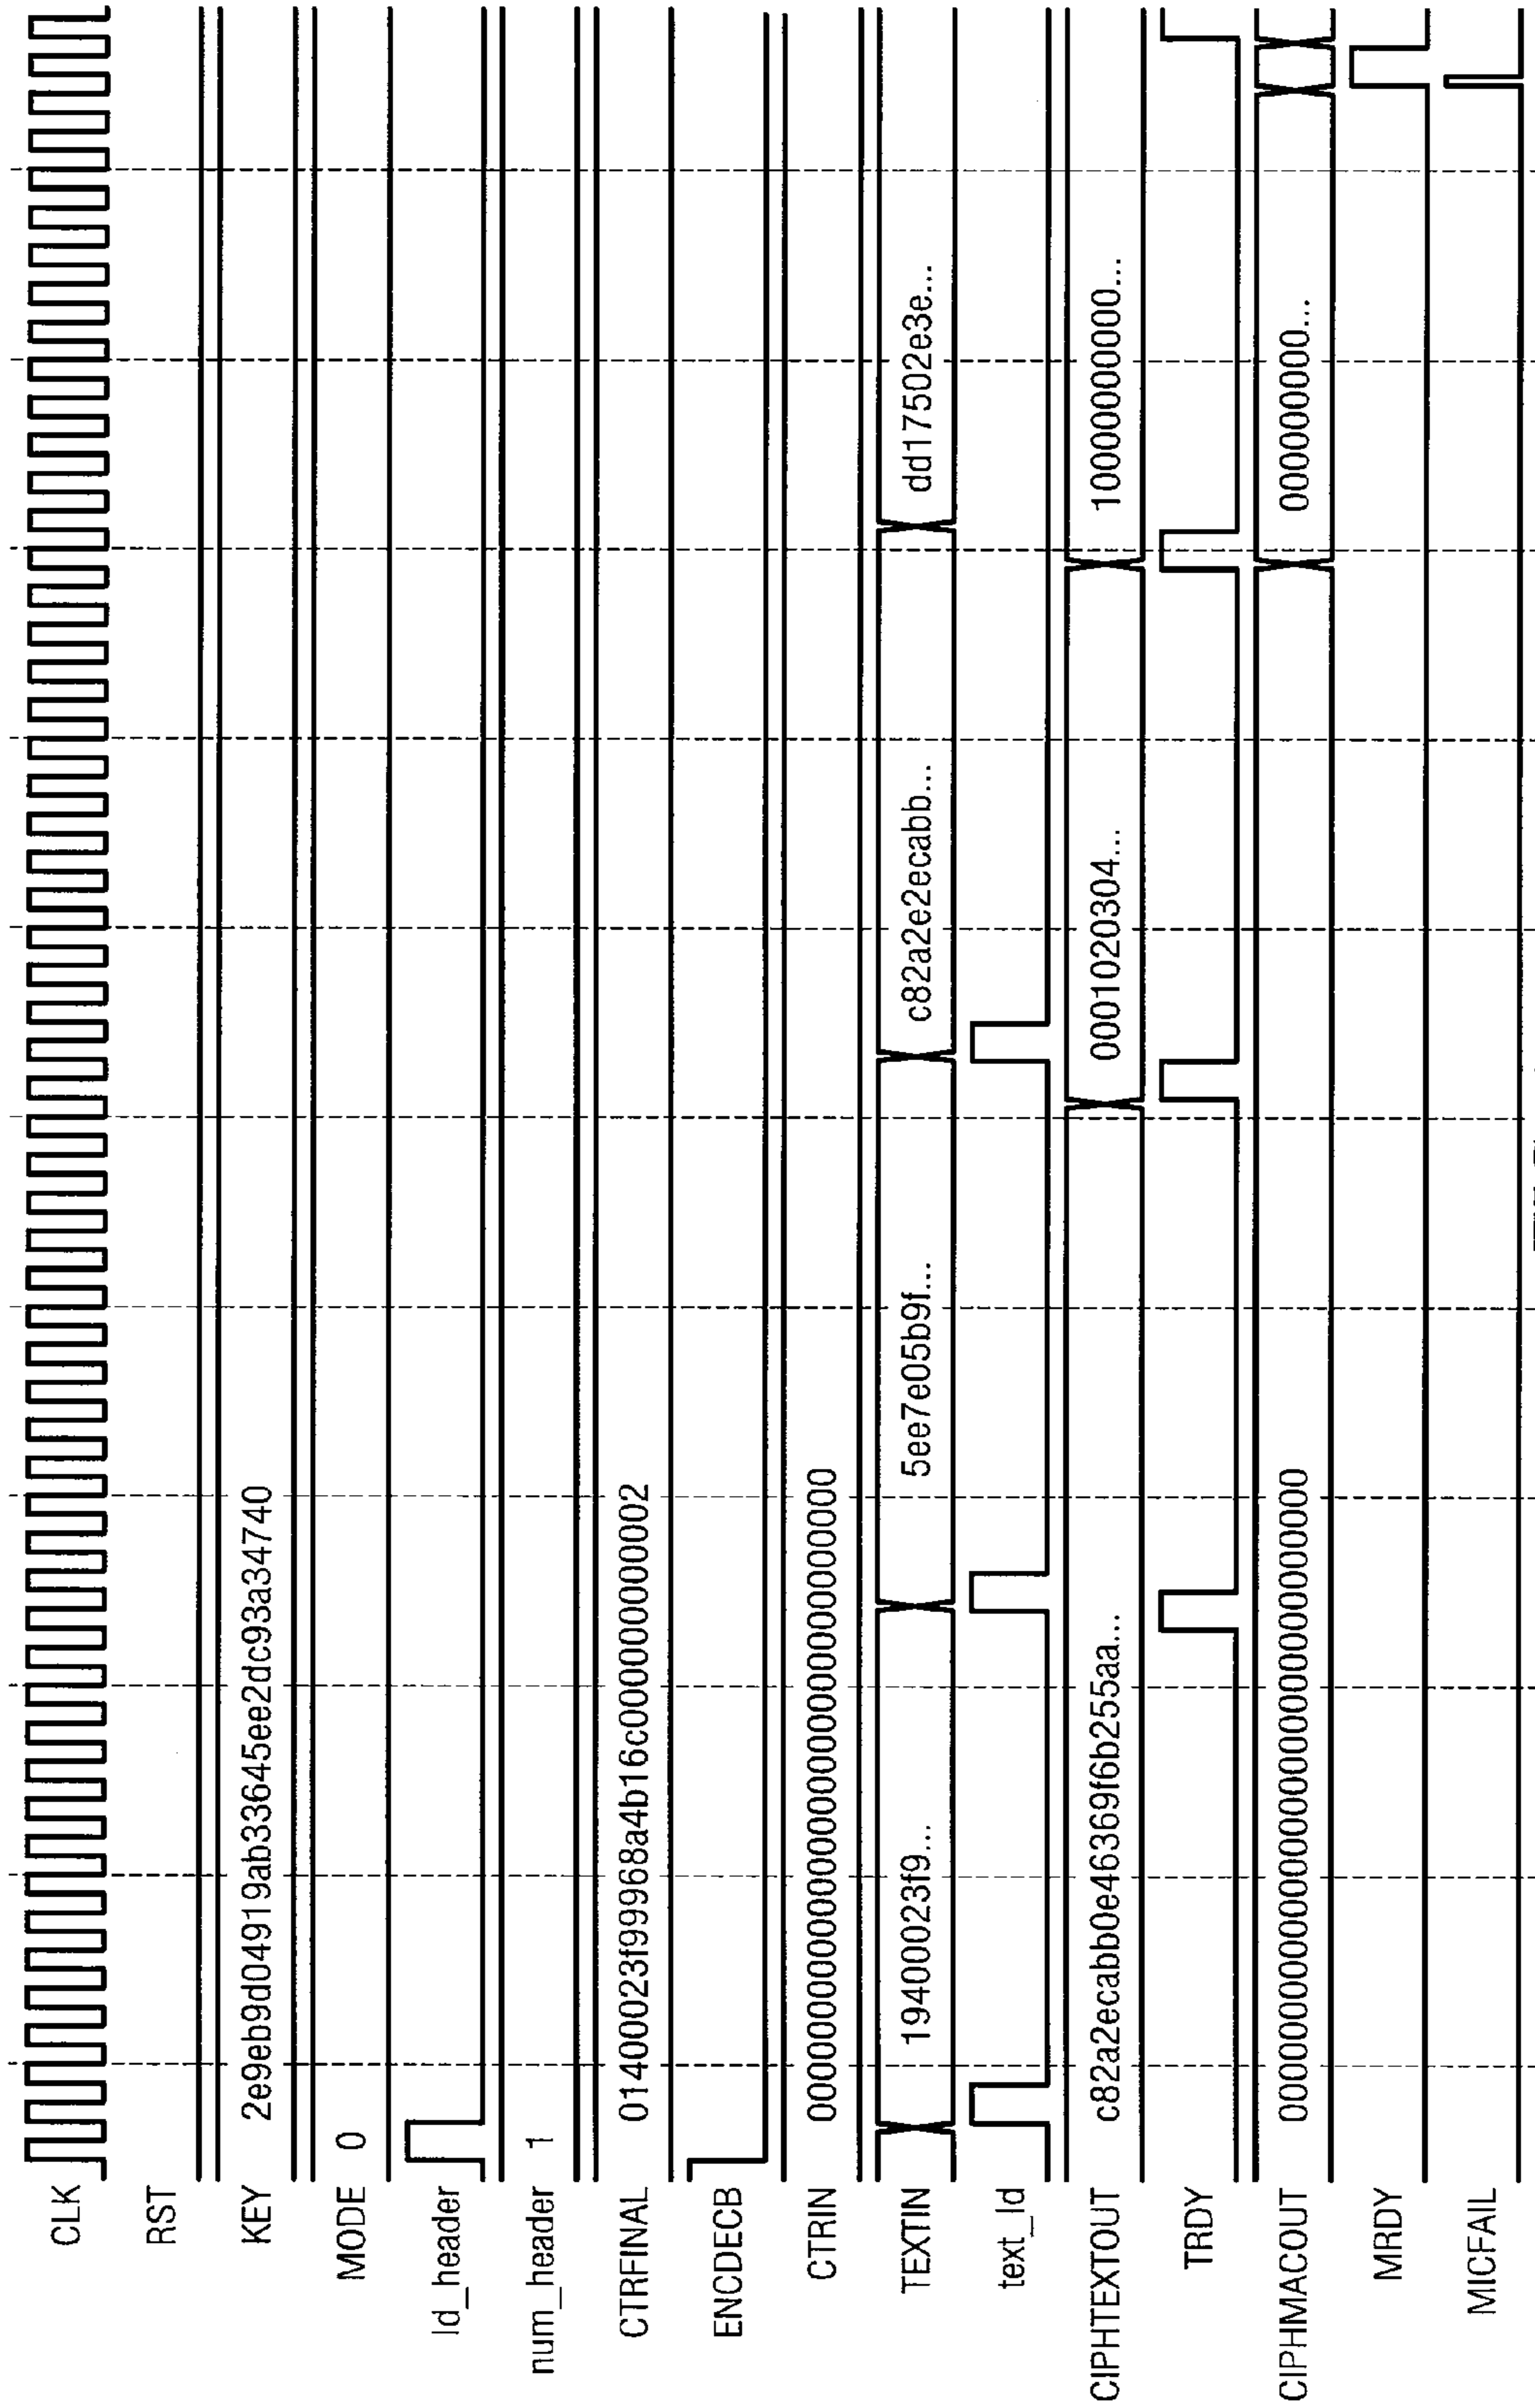 CLK
RST
KEY 2e9eb9d04919ab33645ee2dc93a34740
MODE 0
ld_header
num_header 1
CTRFINAL 01400023f99968a4b16c000000000002
ENCDECB
CTRIN 00000000000000000000000000000000
TEXTIN 19400023f9... 5ee7e05b9f... c82a2e2ecabb... dd17502e3e...
text_ld
CIPHTEXTOUT c82a2ecabb0e46369f6b255aa... 0001020304... 10000000000...
TRDY
CIPHMACOUT 00000000000000000000000000000000 000000000...
MRDY
MICFAIL